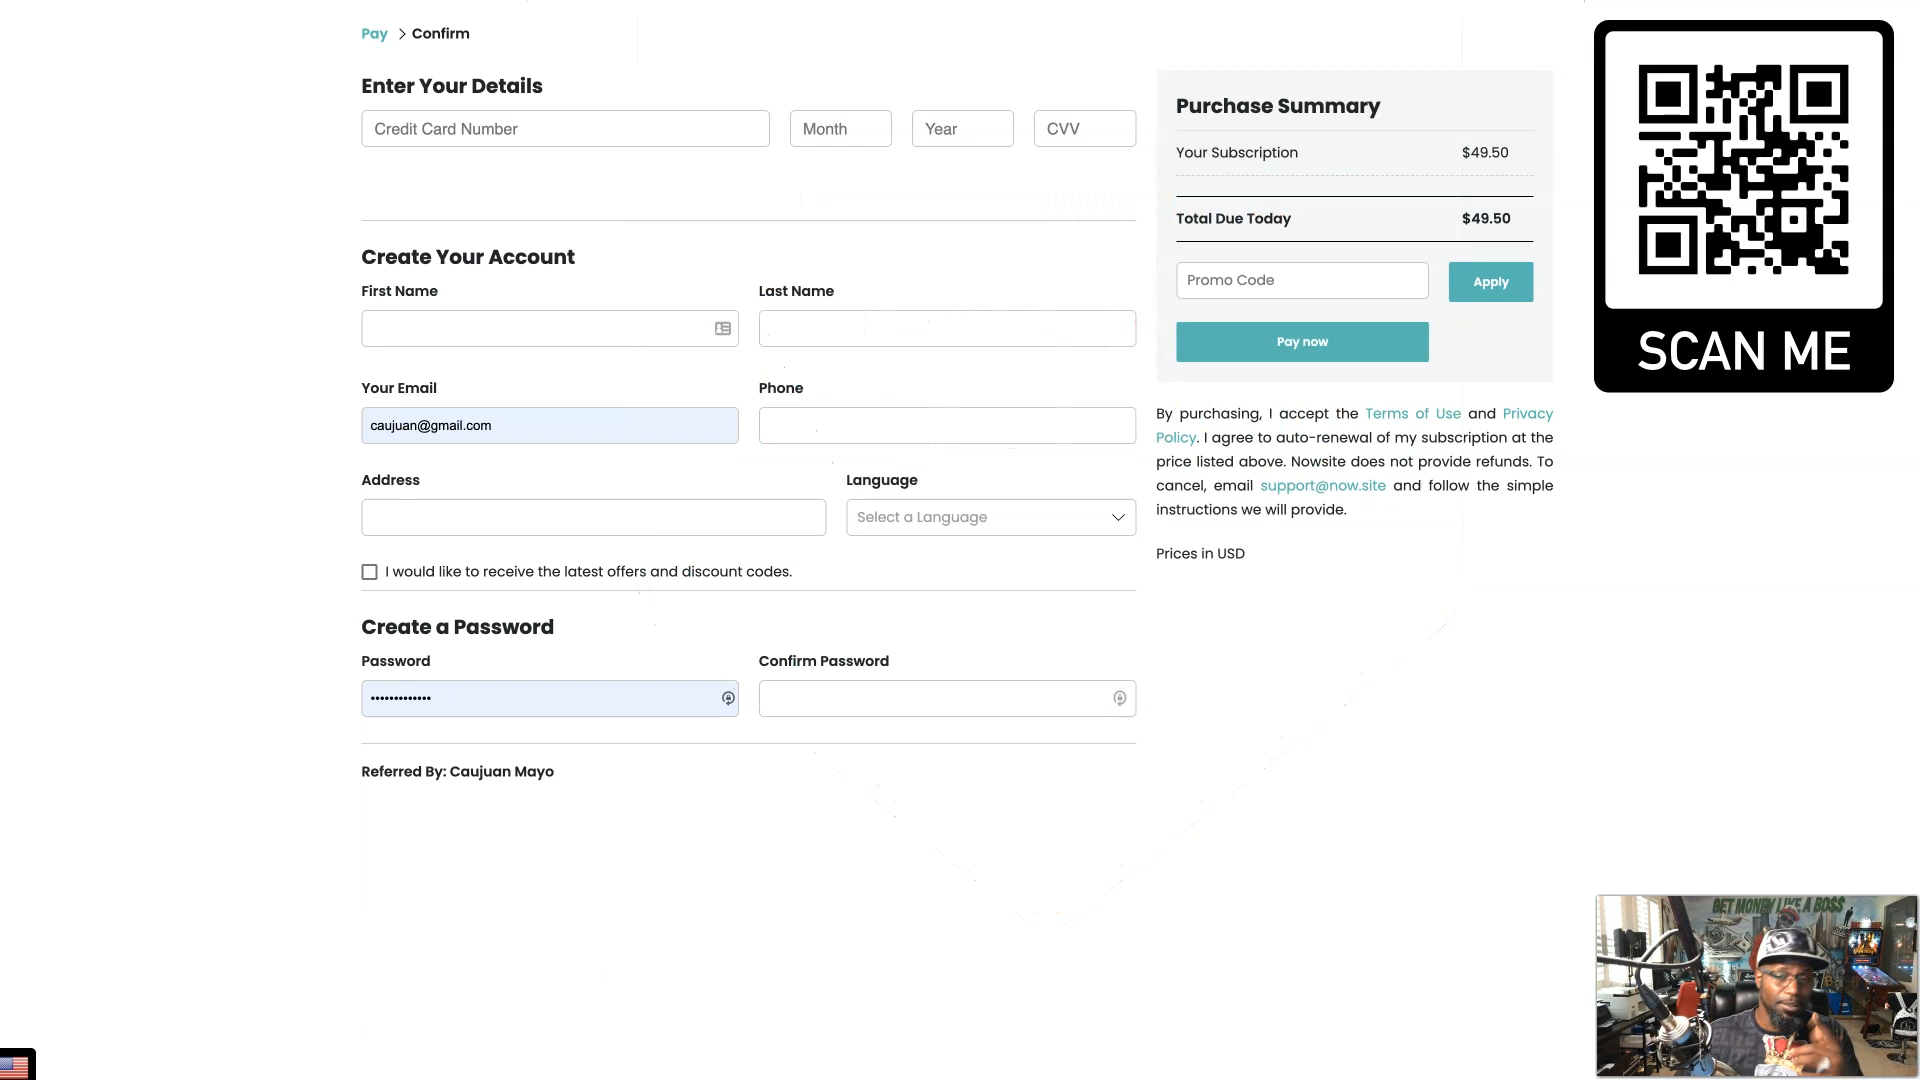 Pay > Confirm
Enter Your Details
Credit Card Number
Month
Year
CVV
Create Your Account
First Name
Last Name
Your Email
caujuan@gmail.com
Phone
Address
Language
Select a Language
I would like to receive the latest offers and discount codes.
Create a Password
Password
•••••••••••••
Confirm Password
Referred By: Caujuan Mayo
Purchase Summary
Your Subscription $49.50
Total Due Today $49.50
Promo Code
Apply
Pay now
By purchasing, I accept the Terms of Use and Privacy
Policy. I agree to auto-renewal of my subscription at the
price listed above. Nowsite does not provide refunds. To
cancel, email support@now.site and follow the simple
instructions we will provide.
Prices in USD
SCAN ME
GET MONEY LIKE A BOSS